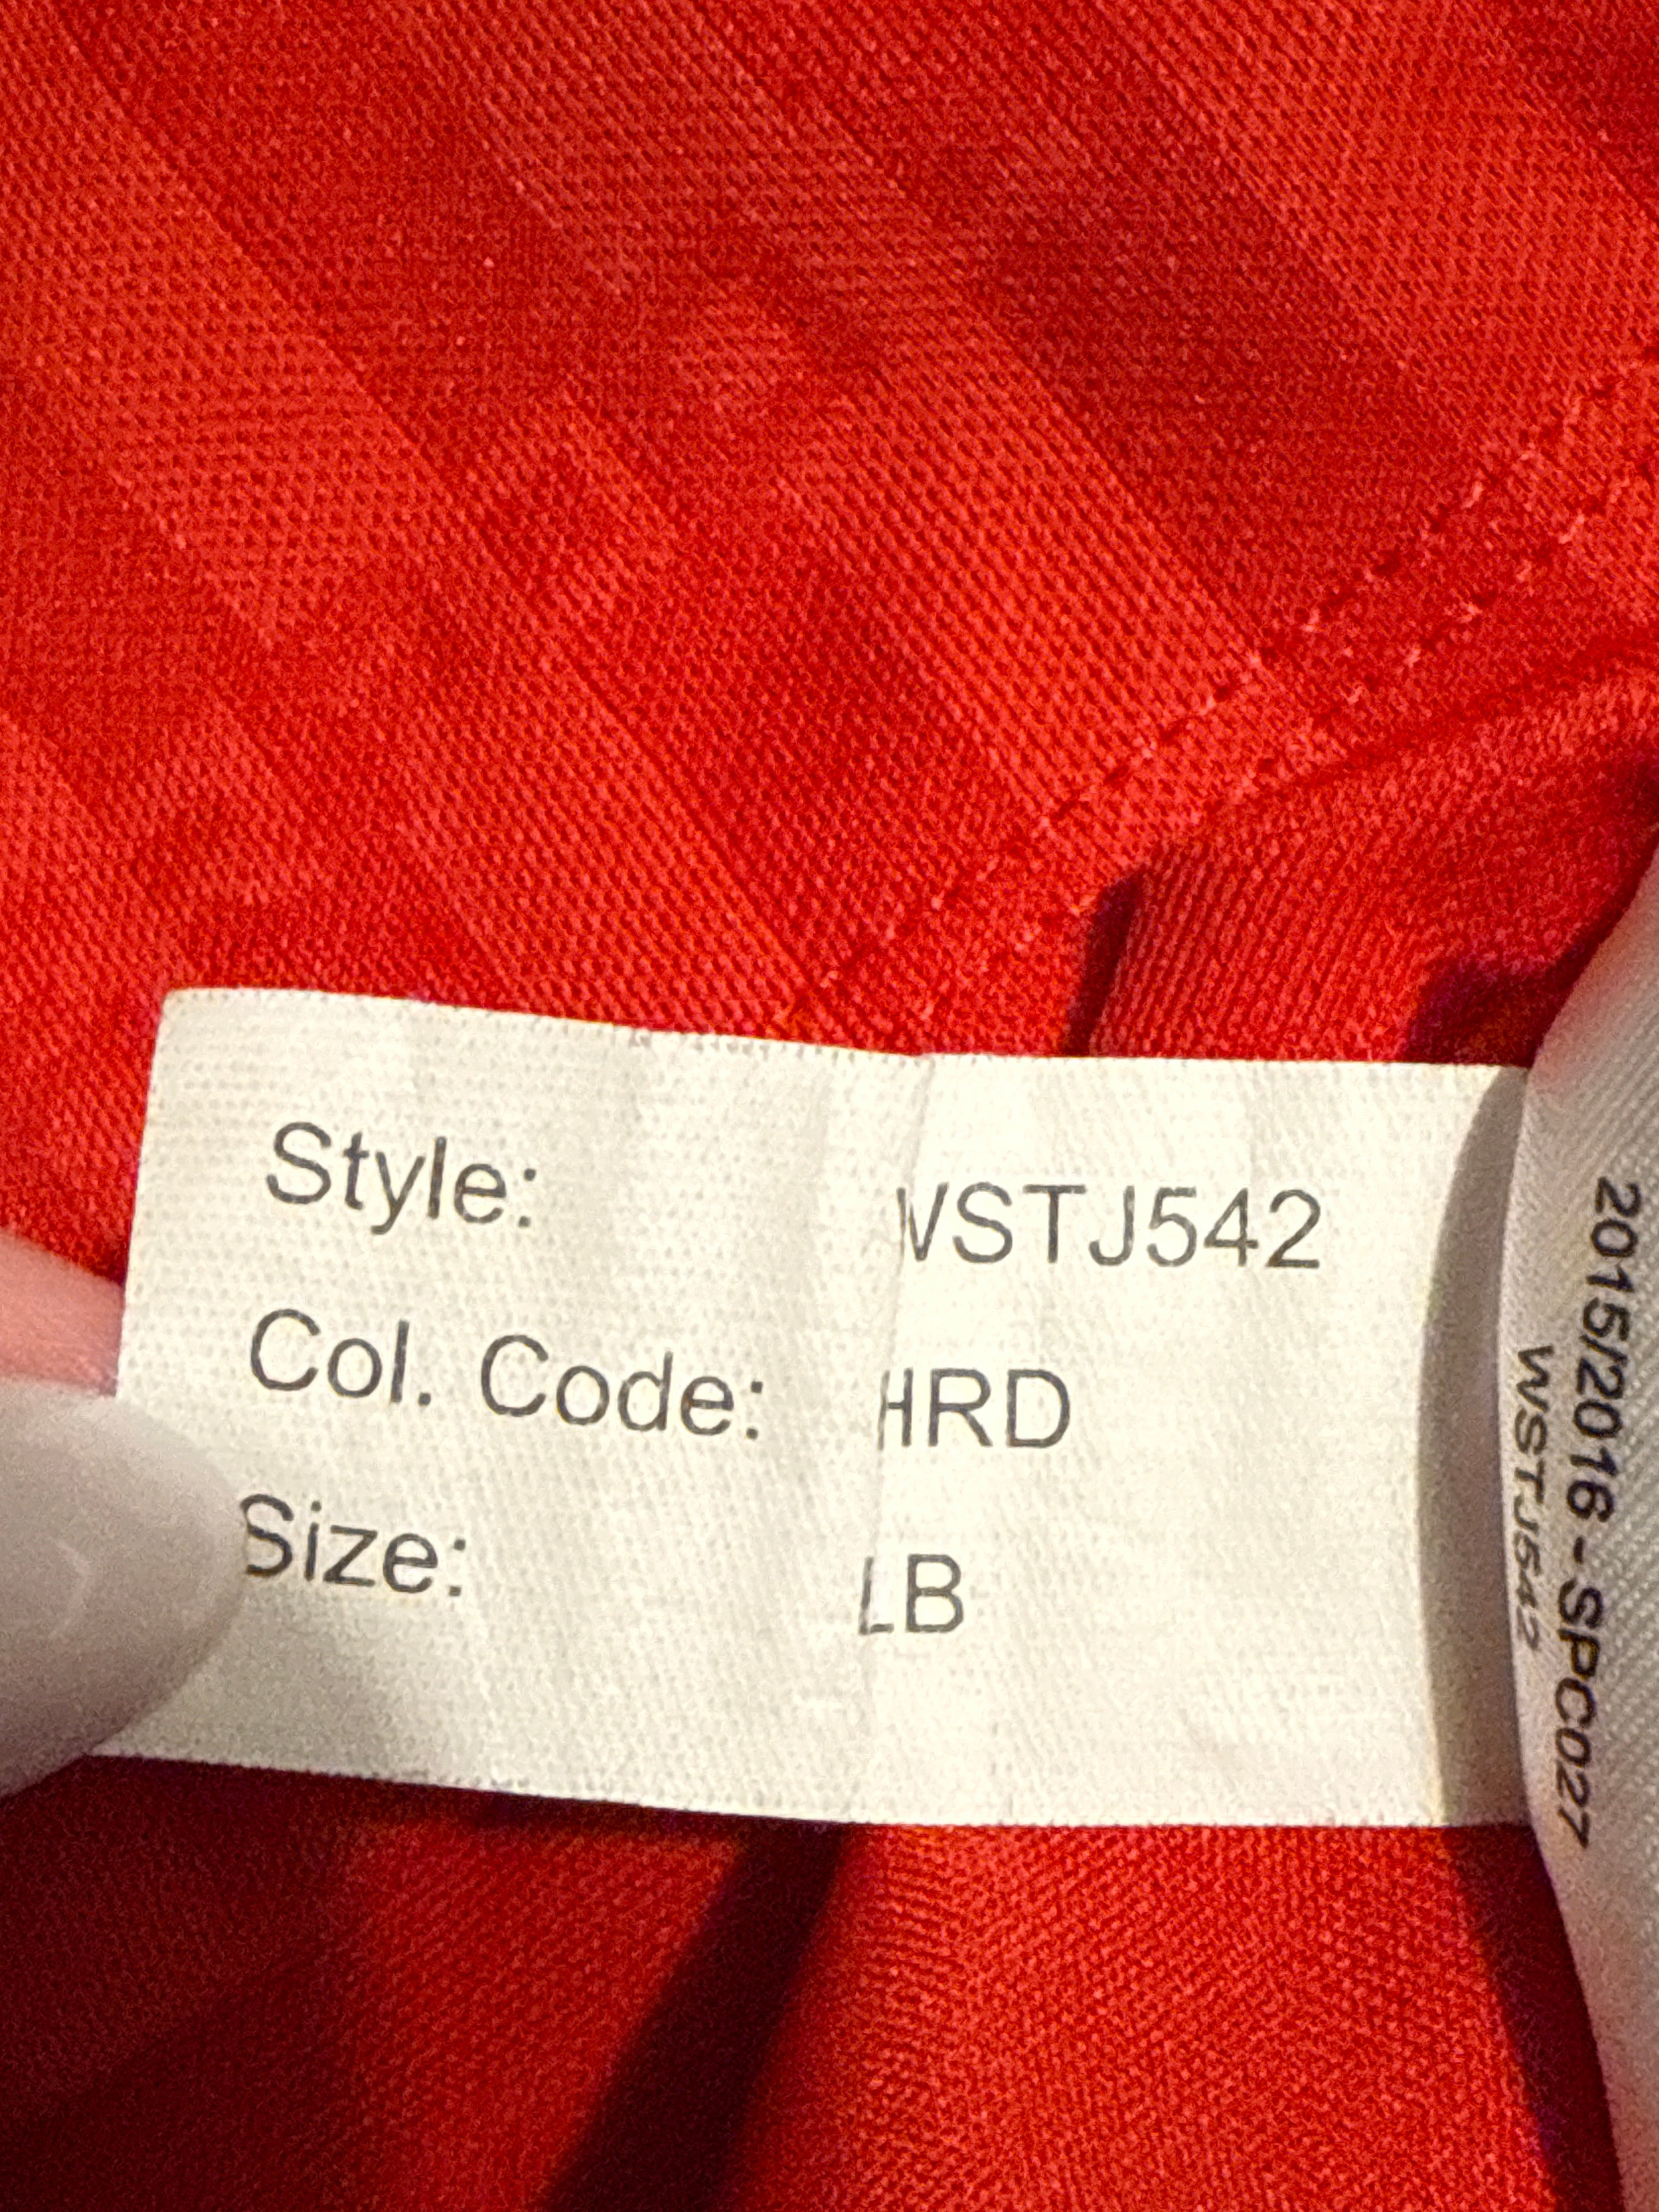 Style: WSTJ542
Col. Code: HRD
Size: LB
2015/2016 - SPC027
WSTJ542